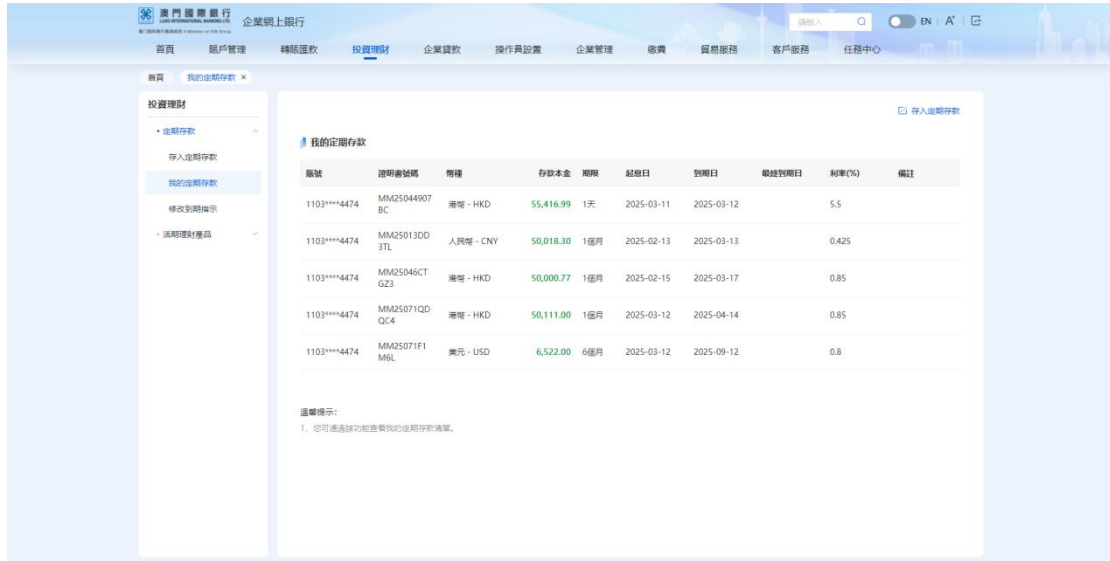 澳門國際銀行
LUSO INTERNATIONAL BANKING LTD.
企業網上銀行
請輸入
EN
首頁 賬戶管理 轉賬匯款 投資理財 企業貸款 操作員設置 企業管理 繳費 貿易服務 客戶服務 任務中心
首頁 我的定期存款 ×
投資理財
• 定期存款
存入定期存款
我的定期存款
修改到期指示
• 活期理財產品
存入定期存款
我的定期存款
賬號 證明書號碼 幣種 存款本金 期限 起息日 到期日 最終到期日 利率(%) 備註
1103****4474 MM25044907BC 港幣 - HKD 55,416.99 1天 2025-03-11 2025-03-12 5.5
1103****4474 MM25013DD3TL 人民幣 - CNY 50,018.30 1個月 2025-02-13 2025-03-13 0.425
1103****4474 MM25046CTGZ3 港幣 - HKD 50,000.77 1個月 2025-02-15 2025-03-17 0.85
1103****4474 MM25071QDQC4 港幣 - HKD 50,111.00 1個月 2025-03-12 2025-04-14 0.85
1103****4474 MM25071F1M6L 美元 - USD 6,522.00 6個月 2025-03-12 2025-09-12 0.8
溫馨提示：
1、您可通過該功能查看我的定期存款清單。